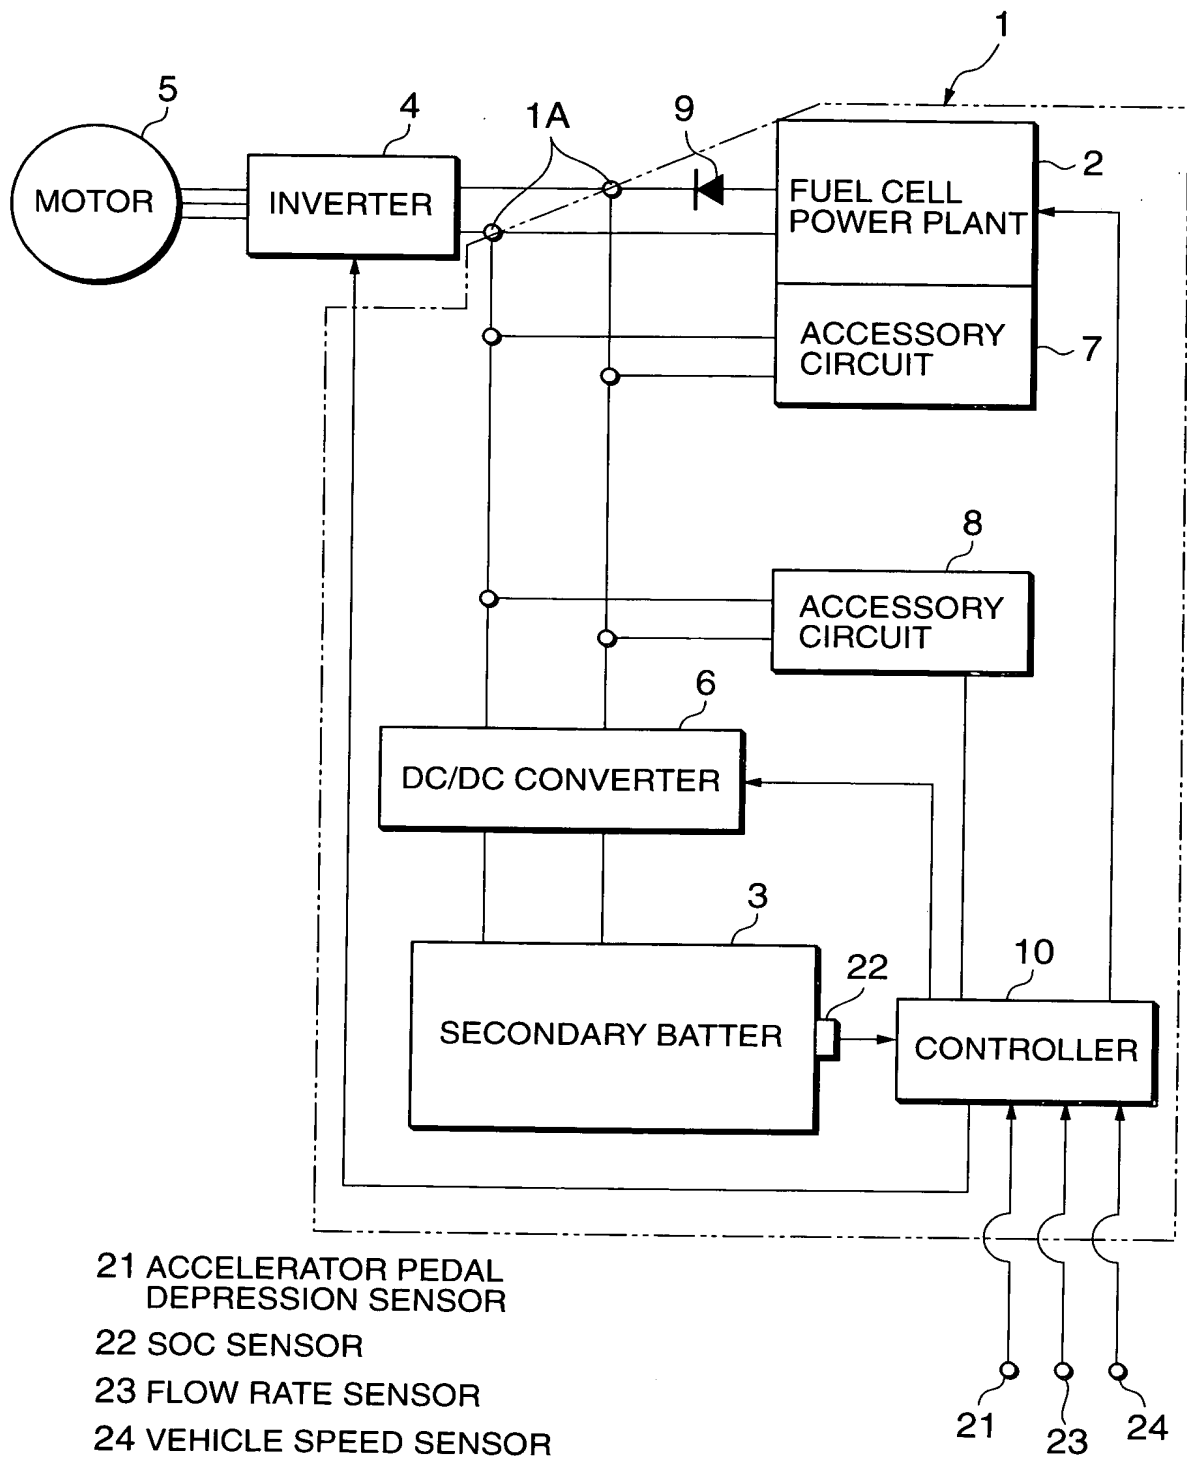 1
5
4
1A
9
MOTOR
INVERTER
FUEL CELL
POWER PLANT
2
ACCESSORY
CIRCUIT
7
8
ACCESSORY
CIRCUIT
6
DC/DC CONVERTER
3
22
10
SECONDARY BATTER
CONTROLLER
21 ACCELERATOR PEDAL
DEPRESSION SENSOR
22 SOC SENSOR
23 FLOW RATE SENSOR
24 VEHICLE SPEED SENSOR
21
23
24